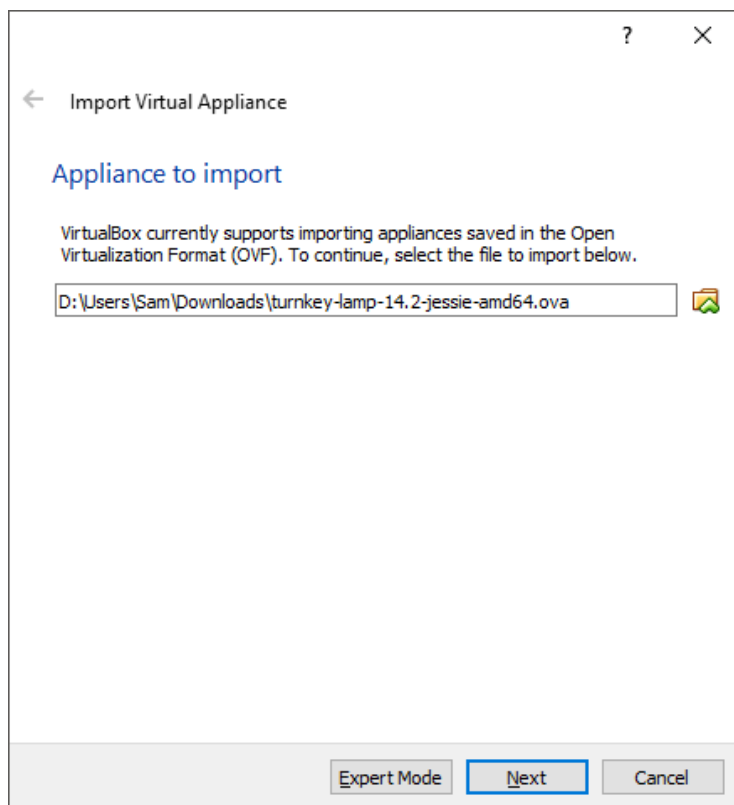 ?
Import Virtual Appliance
Appliance to import
VirtualBox currently supports importing appliances saved in the Open
Virtualization Format (OVF). To continue, select the file to import below.
D:\Users\Sam\Downloads\turnkey-lamp-14.2-jessie-amd64.ova
Expert Mode Next Cancel